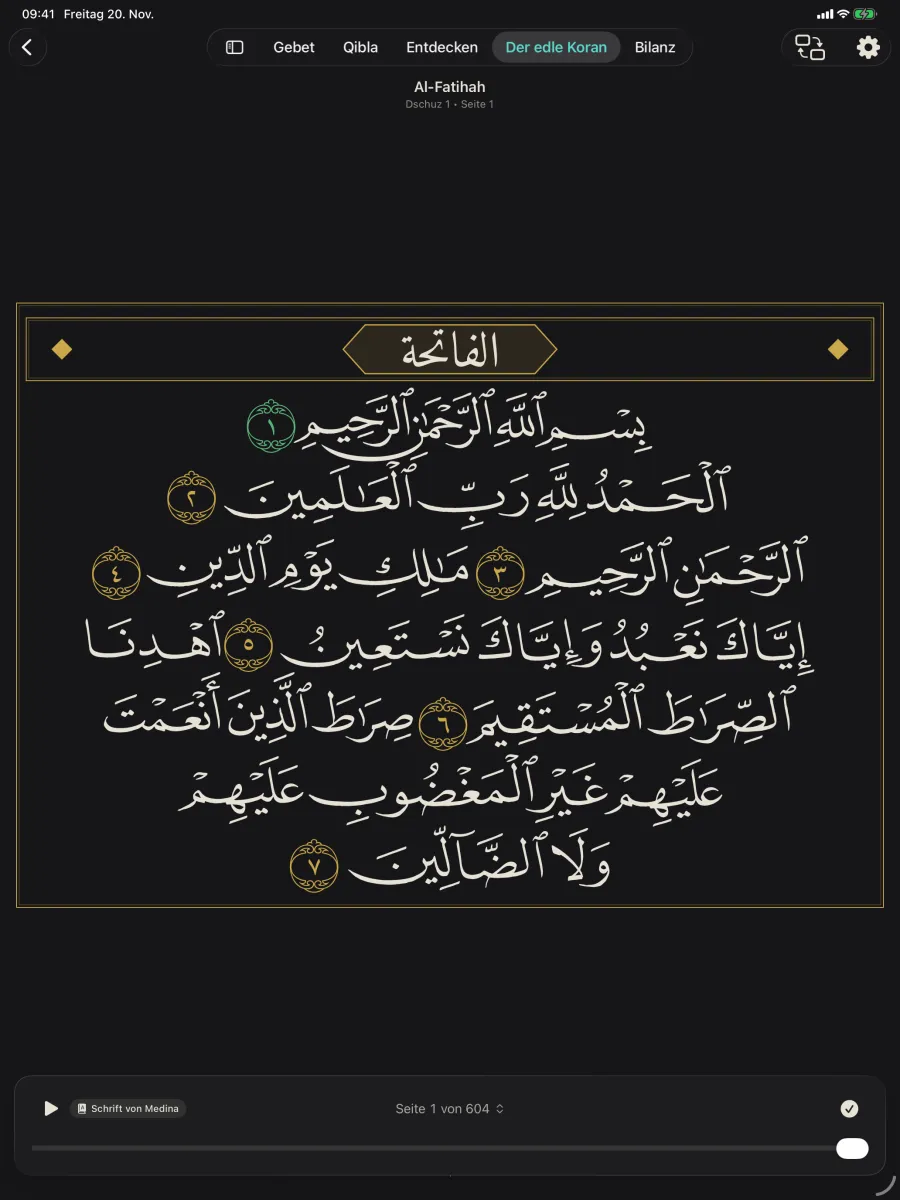 09:41 Freitag 20. Nov.
Gebet Qibla Entdecken Der edle Koran Bilanz
Al-Fatihah
Dschuz 1 • Seite 1
الفاتحة
بِسْمِ ٱللَّهِ ٱلرَّحْمَٰنِ ٱلرَّحِيمِ ١
ٱلْحَمْدُ لِلَّهِ رَبِّ ٱلْعَٰلَمِينَ ٢
ٱلرَّحْمَٰنِ ٱلرَّحِيمِ ٣ مَٰلِكِ يَوْمِ ٱلدِّينِ ٤
إِيَّاكَ نَعْبُدُ وَإِيَّاكَ نَسْتَعِينُ ٥ ٱهْدِنَا
ٱلصِّرَٰطَ ٱلْمُسْتَقِيمَ ٦ صِرَٰطَ ٱلَّذِينَ أَنْعَمْتَ
عَلَيْهِمْ غَيْرِ ٱلْمَغْضُوبِ عَلَيْهِمْ
وَلَا ٱلضَّآلِّينَ ٧
Schrift von Medina
Seite 1 von 604